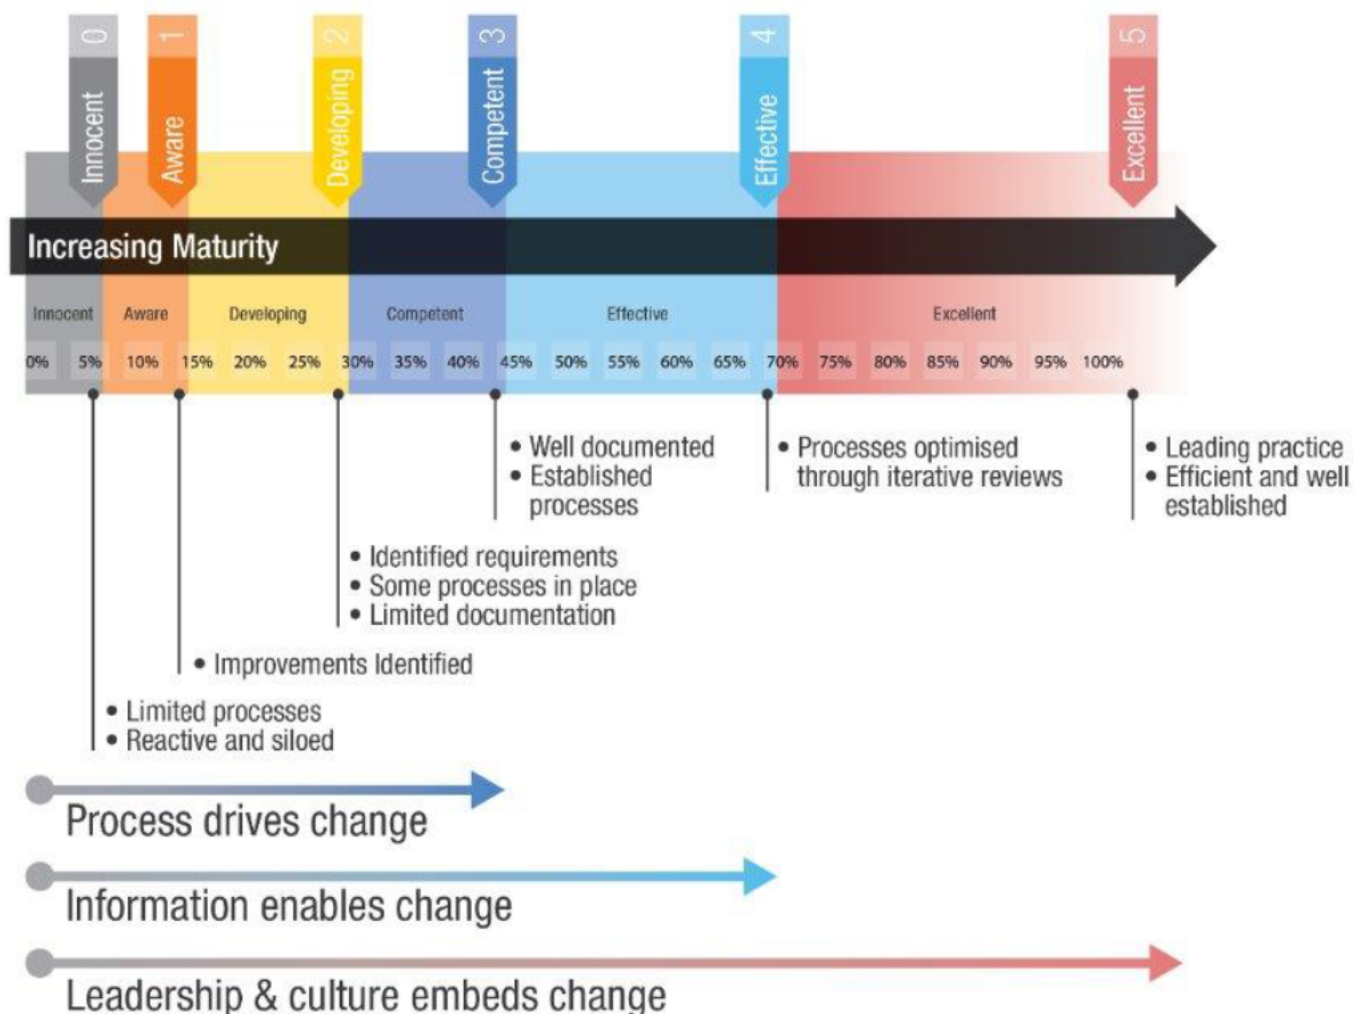 0 1 2 3 4 5
Innocent Aware Developing Competent Effective Excellent
Increasing Maturity
Innocent Aware Developing Competent Effective Excellent
0% 5% 10% 15% 20% 25% 30% 35% 40% 45% 50% 55% 60% 65% 70% 75% 80% 85% 90% 95% 100%
• Well documented
• Established
processes
• Processes optimised
through iterative reviews
• Leading practice
• Efficient and well
established
• Identified requirements
• Some processes in place
• Limited documentation
• Improvements Identified
• Limited processes
• Reactive and siloed
Process drives change
Information enables change
Leadership & culture embeds change